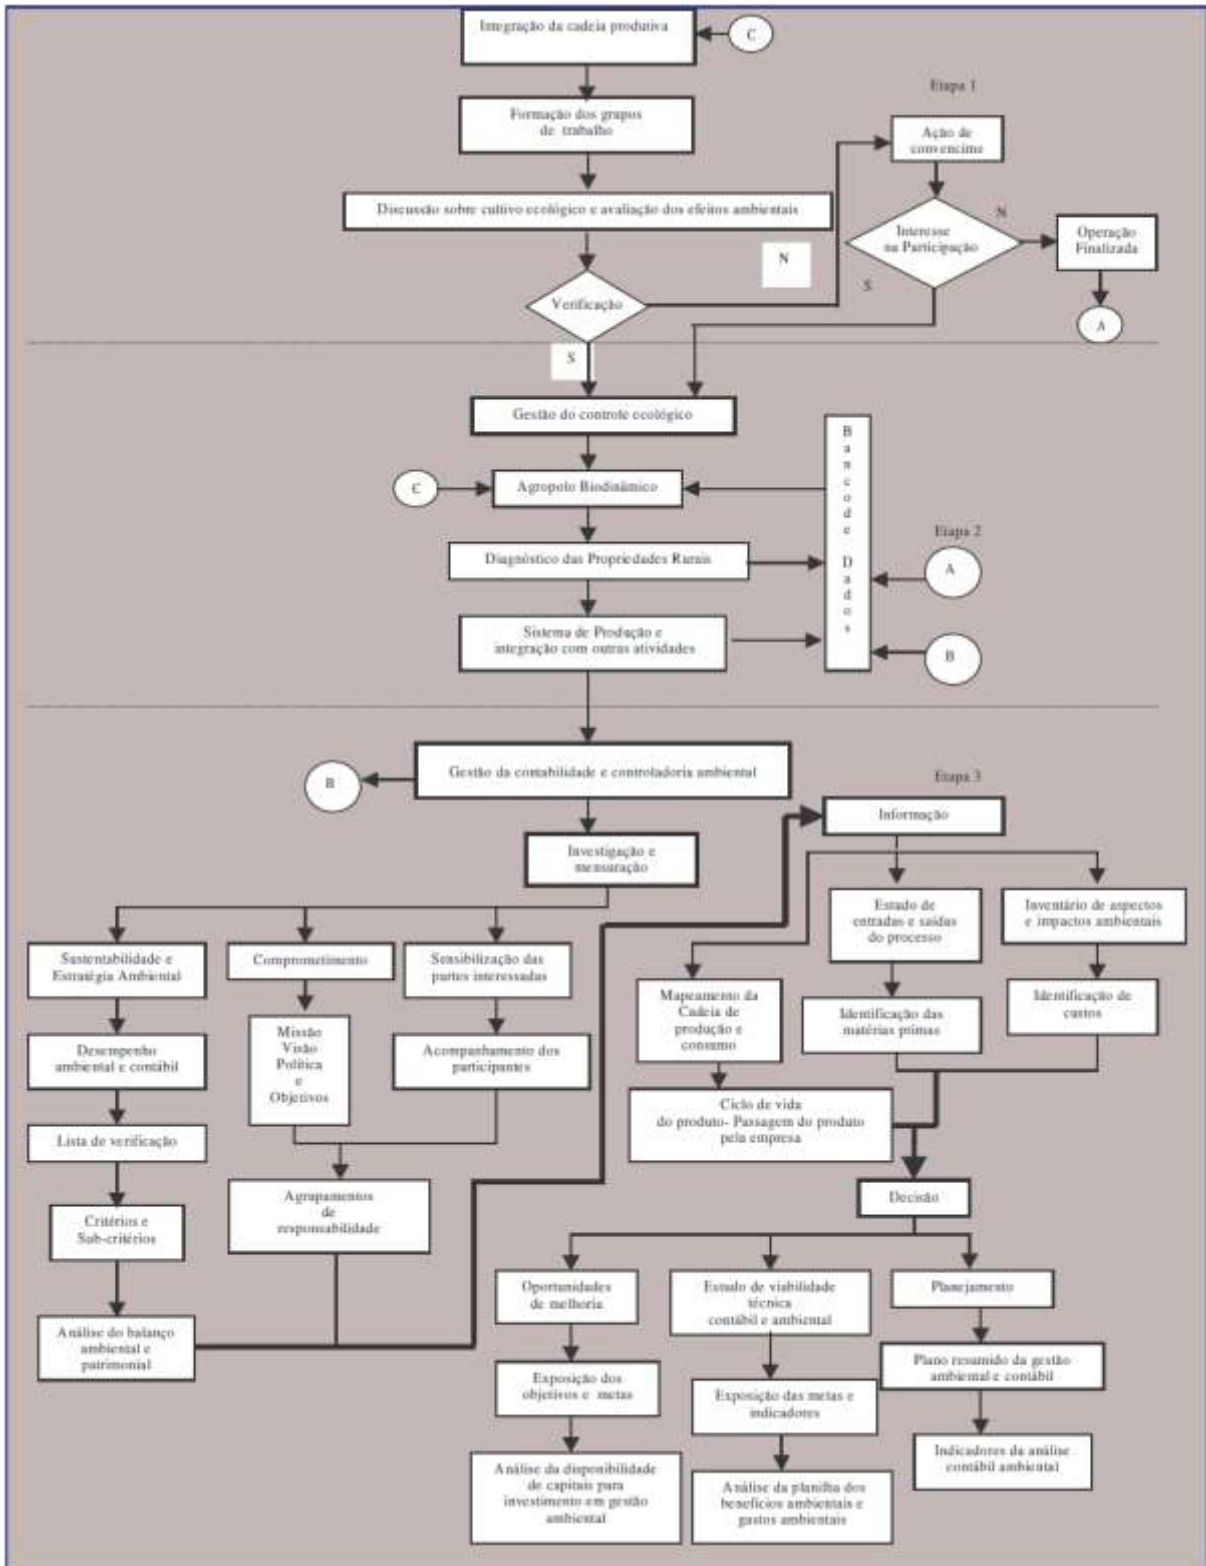 Integração da cadeia produtiva
C
Etapa 1
Formação dos grupos
de trabalho
Ação de
convencime
Discussão sobre cultivo ecológico e avaliação dos efeitos ambientais
N
Interesse
na Participação
Operação
Finalizada
N
S
Verificação
A
S
Gestão do controte ecológico
Banco de Dados
C
Agropolo Biodinâmico
Etapa 2
Diagnóstico das Propriedades Rurais
A
Sistema de Produção e
integração com outras atividades
B
Gestão da contabilidade e controladoria ambiental
B
Etapa 3
Informação
Investigação e
mensuração
Estado de
entradas e saídas
do processo
Inventário de aspectos
e impactos ambientais
Sustentabilidade e
Estratégia Ambiental
Comprometimento
Sensibilização das
partes interessadas
Mapeamento da
Cadeia de
produção e
consumo
Identificação das
matérias primas
Identificação de
custos
Desempenho
ambiental e contábil
Missão
Visão
Política
e
Objetivos
Acompanhamento dos
participantes
Ciclo de vida
do produto- Passagem do produto
pela empresa
Lista de verificação
Agrupamentos
de
responsabilidade
Decisão
Critérios e
Sub-critérios
Oportunidades
de melhoria
Estudo de viabilidade
técnica
contábil e ambiental
Planejamento
Análise do balanço
ambiental e
patrimonial
Plano resumido da gestão
ambiental e contábil
Exposição dos
objetivos e metas
Exposição das metas e
indicadores
Indicadores da análise
contábil ambiental
Análise da disponibilidade
de capitais para
investimento em gestão
ambiental
Análise da planilha dos
benefícios ambientais e
gastos ambientais